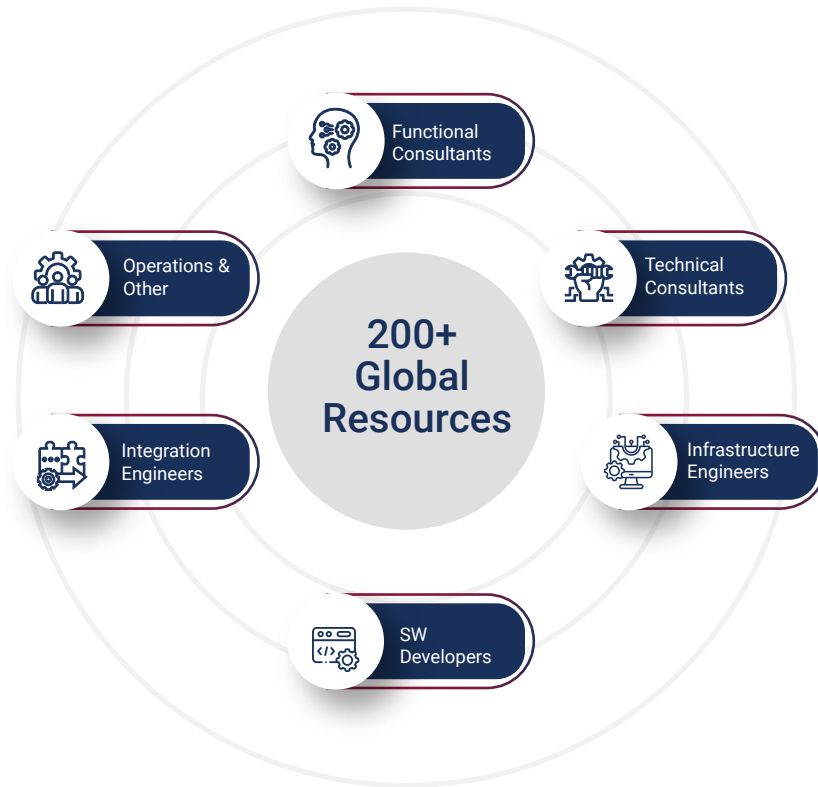 Functional
Consultants
Operations &
Other
Technical
Consultants
200+
Global
Resources
Integration
Engineers
Infrastructure
Engineers
SW
Developers